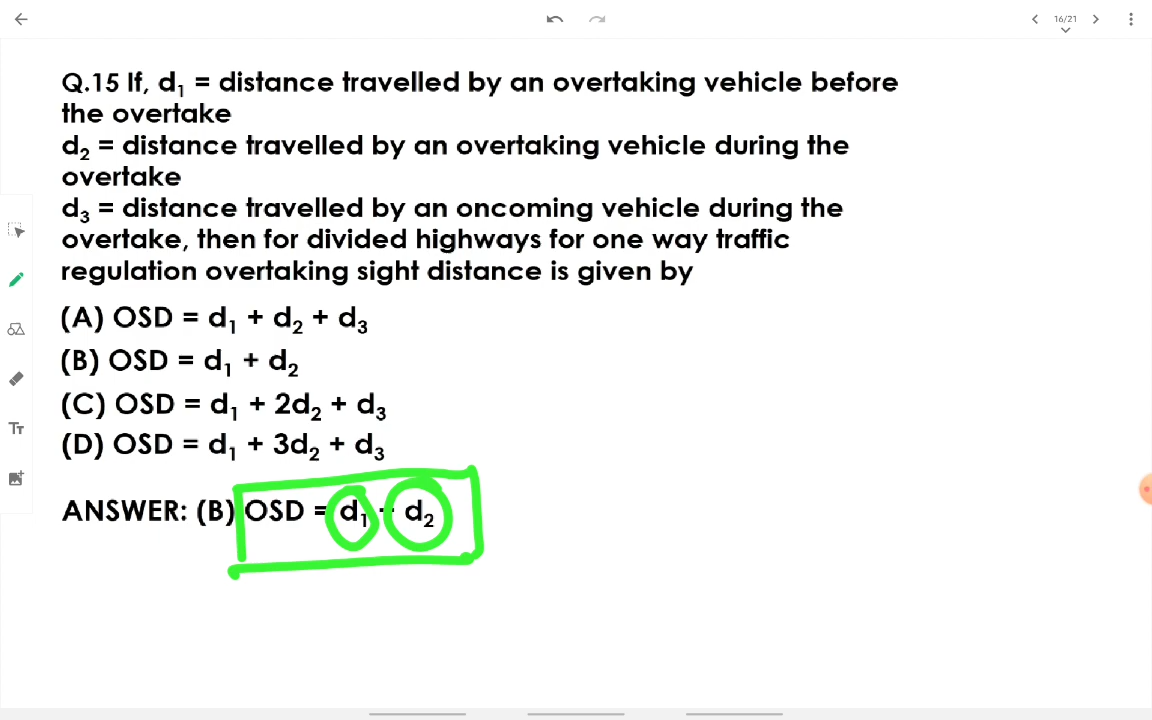 16/21
Q.15 If, d₁ = distance travelled by an overtaking vehicle before
the overtake
d₂ = distance travelled by an overtaking vehicle during the
overtake
d₃ = distance travelled by an oncoming vehicle during the
overtake, then for divided highways for one way traffic
regulation overtaking sight distance is given by
(A) OSD = d₁ + d₂ + d₃
(B) OSD = d₁ + d₂
(C) OSD = d₁ + 2d₂ + d₃
(D) OSD = d₁ + 3d₂ + d₃
ANSWER: (B) OSD = d₁ + d₂
Tт